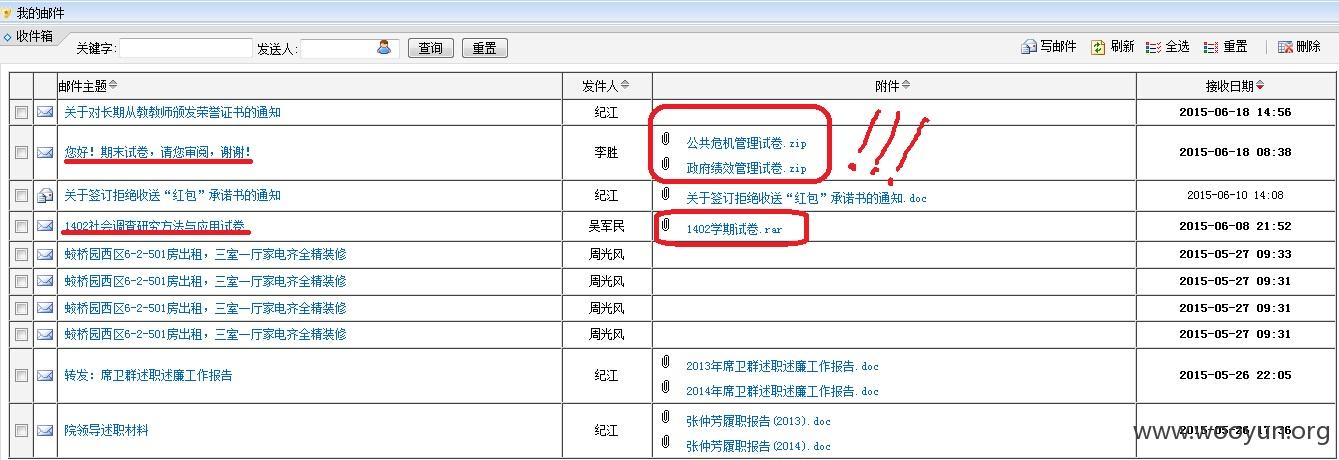 我的邮件
收件箱 关键字: 发送人: 查询 重置 写邮件 刷新 全选 重置 删除
邮件主题 发件人 附件 接收日期
关于对长期从教教师颁发荣誉证书的通知 纪江 2015-06-18 14:56
您好！期末试卷，请您审阅，谢谢！ 李胜 公共危机管理试卷.zip 2015-06-18 08:38
政府绩效管理试卷.zip
关于签订拒绝收送“红包”承诺书的通知 纪江 关于签订拒绝收送“红包”承诺书的通知.doc 2015-06-10 14:08
1402社会调查研究方法与应用试卷 吴军民 1402学期试卷.rar 2015-06-08 21:52
蛟桥园西区6-2-501房出租，三室一厅家电齐全精装修 周光风 2015-05-27 09:33
蛟桥园西区6-2-501房出租，三室一厅家电齐全精装修 周光风 2015-05-27 09:31
蛟桥园西区6-2-501房出租，三室一厅家电齐全精装修 周光风 2015-05-27 09:31
蛟桥园西区6-2-501房出租，三室一厅家电齐全精装修 周光风 2015-05-27 09:31
转发：席卫群述职述廉工作报告 纪江 2013年席卫群述职述廉工作报告.doc 2015-05-26 22:05
2014年席卫群述职述廉工作报告.doc
院领导述职材料 纪江 张仲芳履职报告(2013).doc 2015-05-26 17:36
张仲芳履职报告(2014).doc
www.wooyun.org
!!!